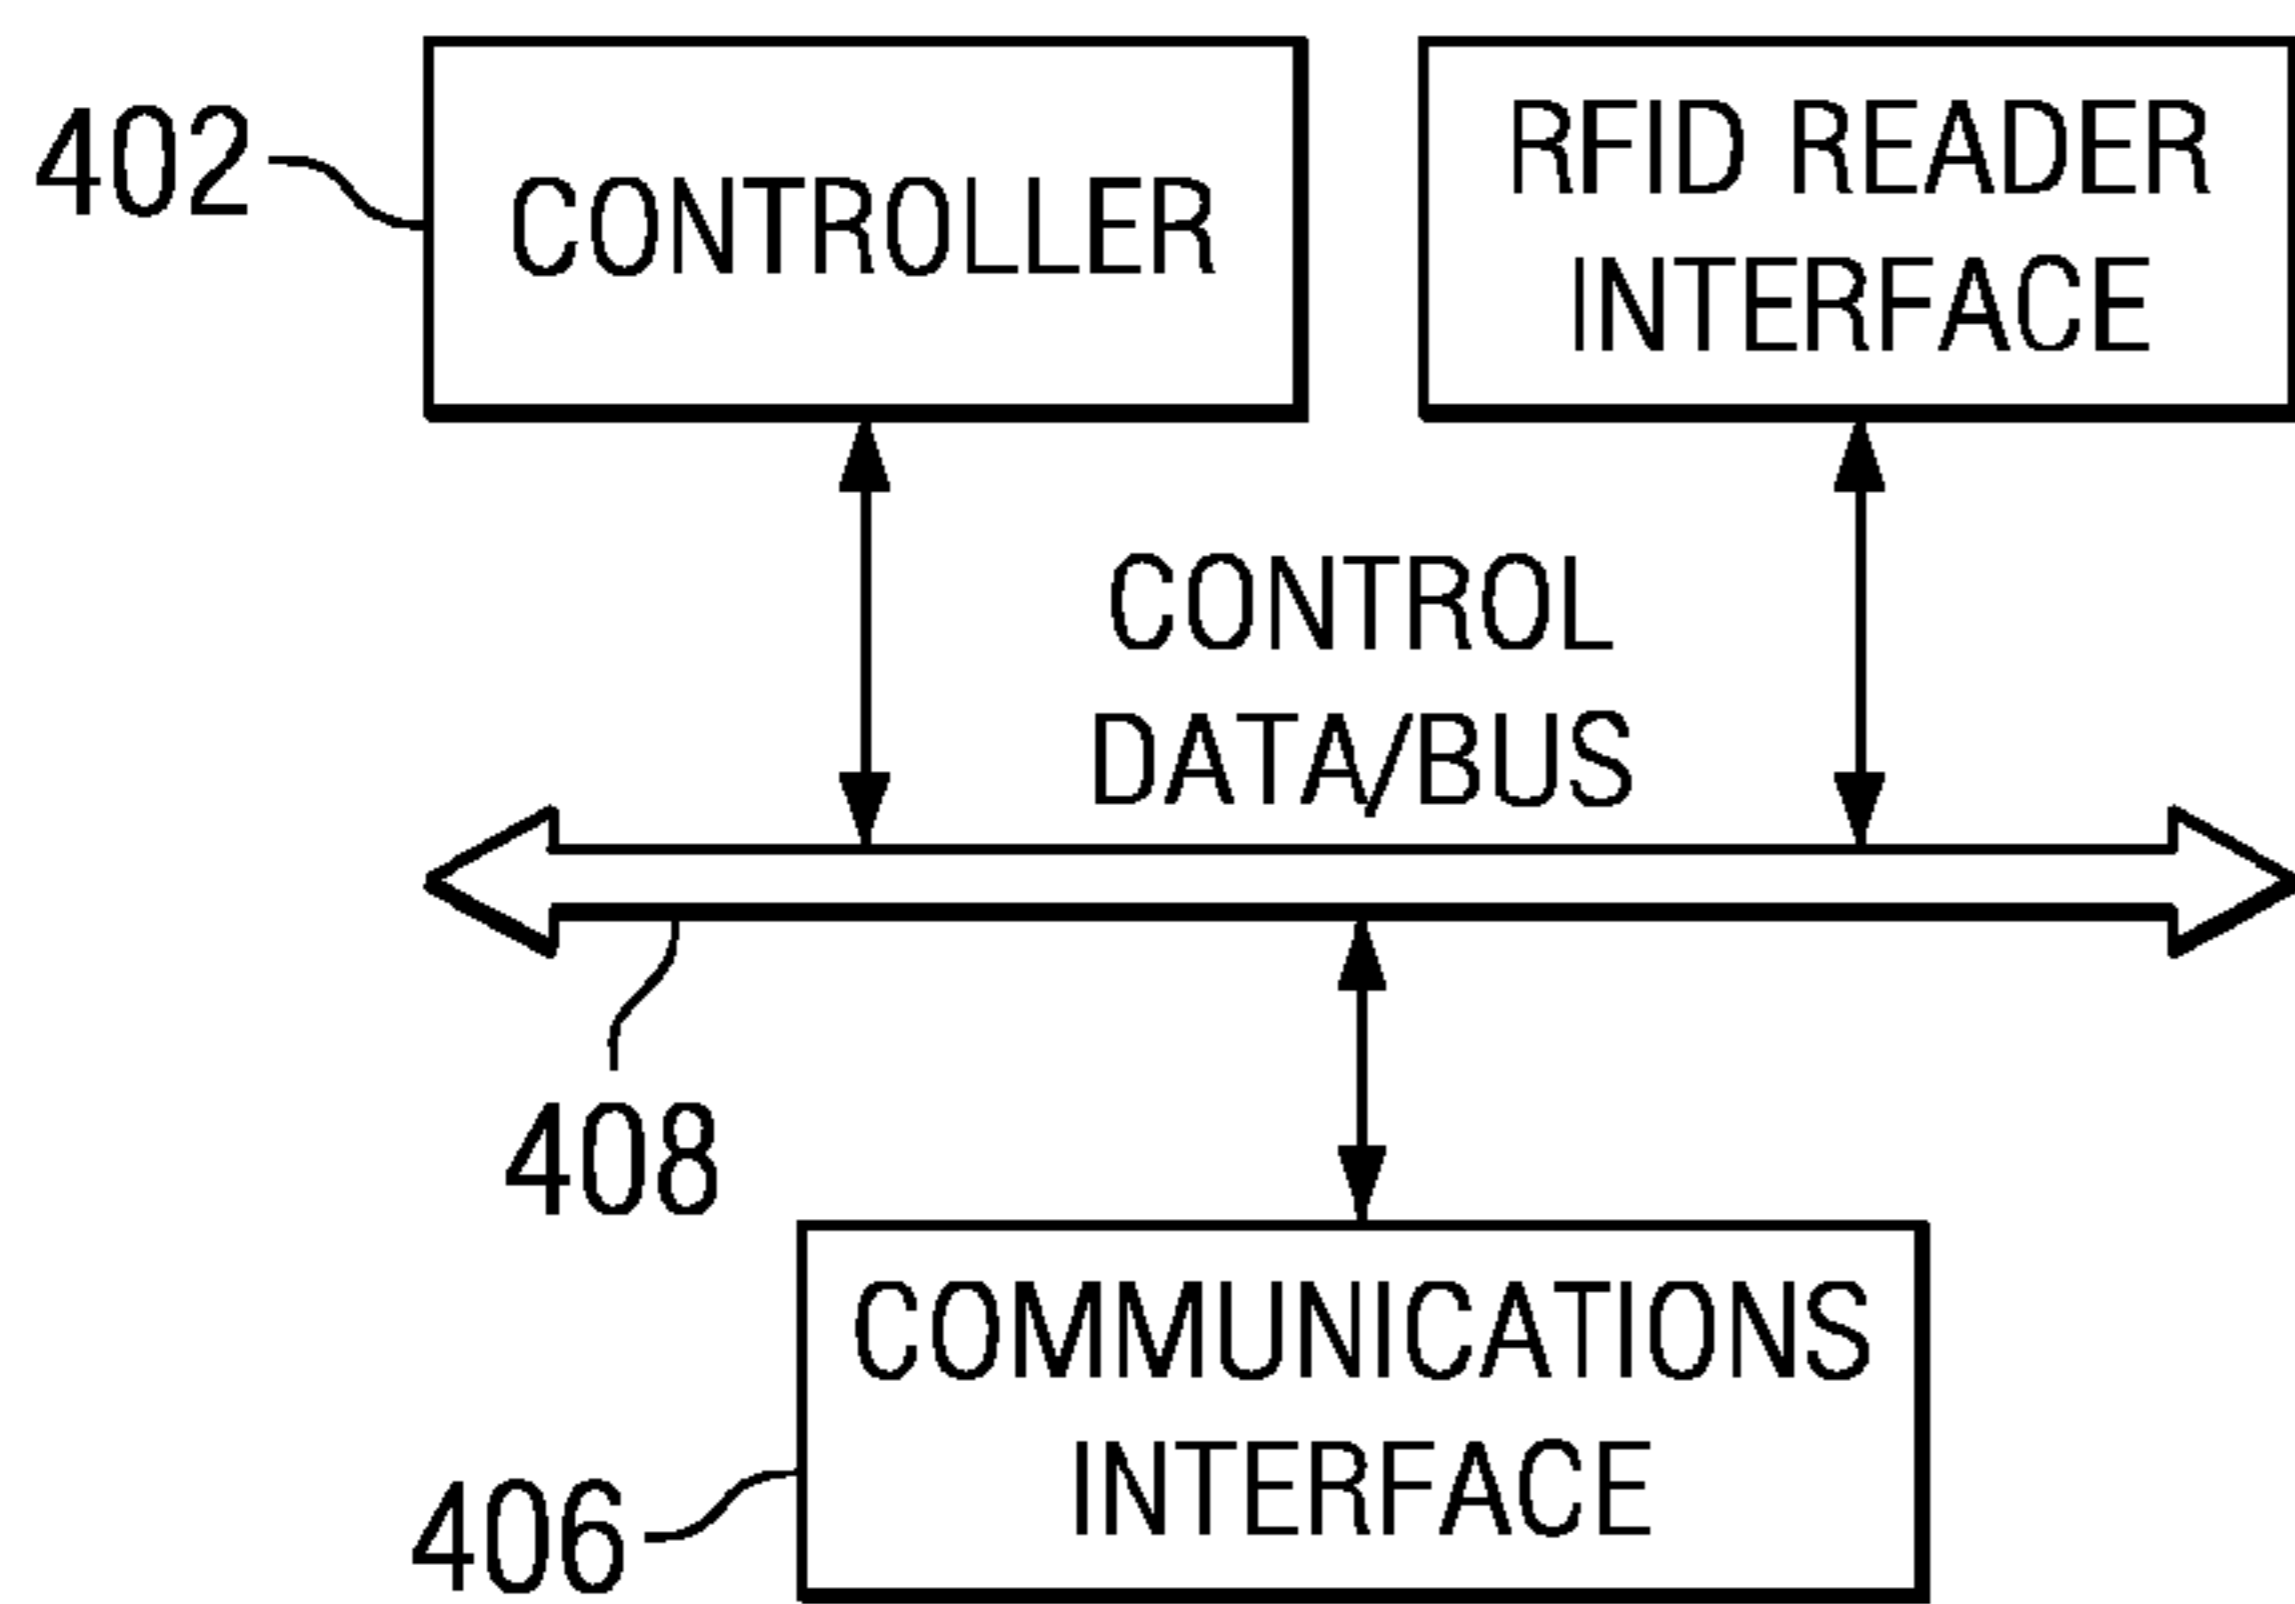 402
CONTROLLER
RFID READER
INTERFACE
CONTROL
DATA/BUS
408
COMMUNICATIONS
INTERFACE
406